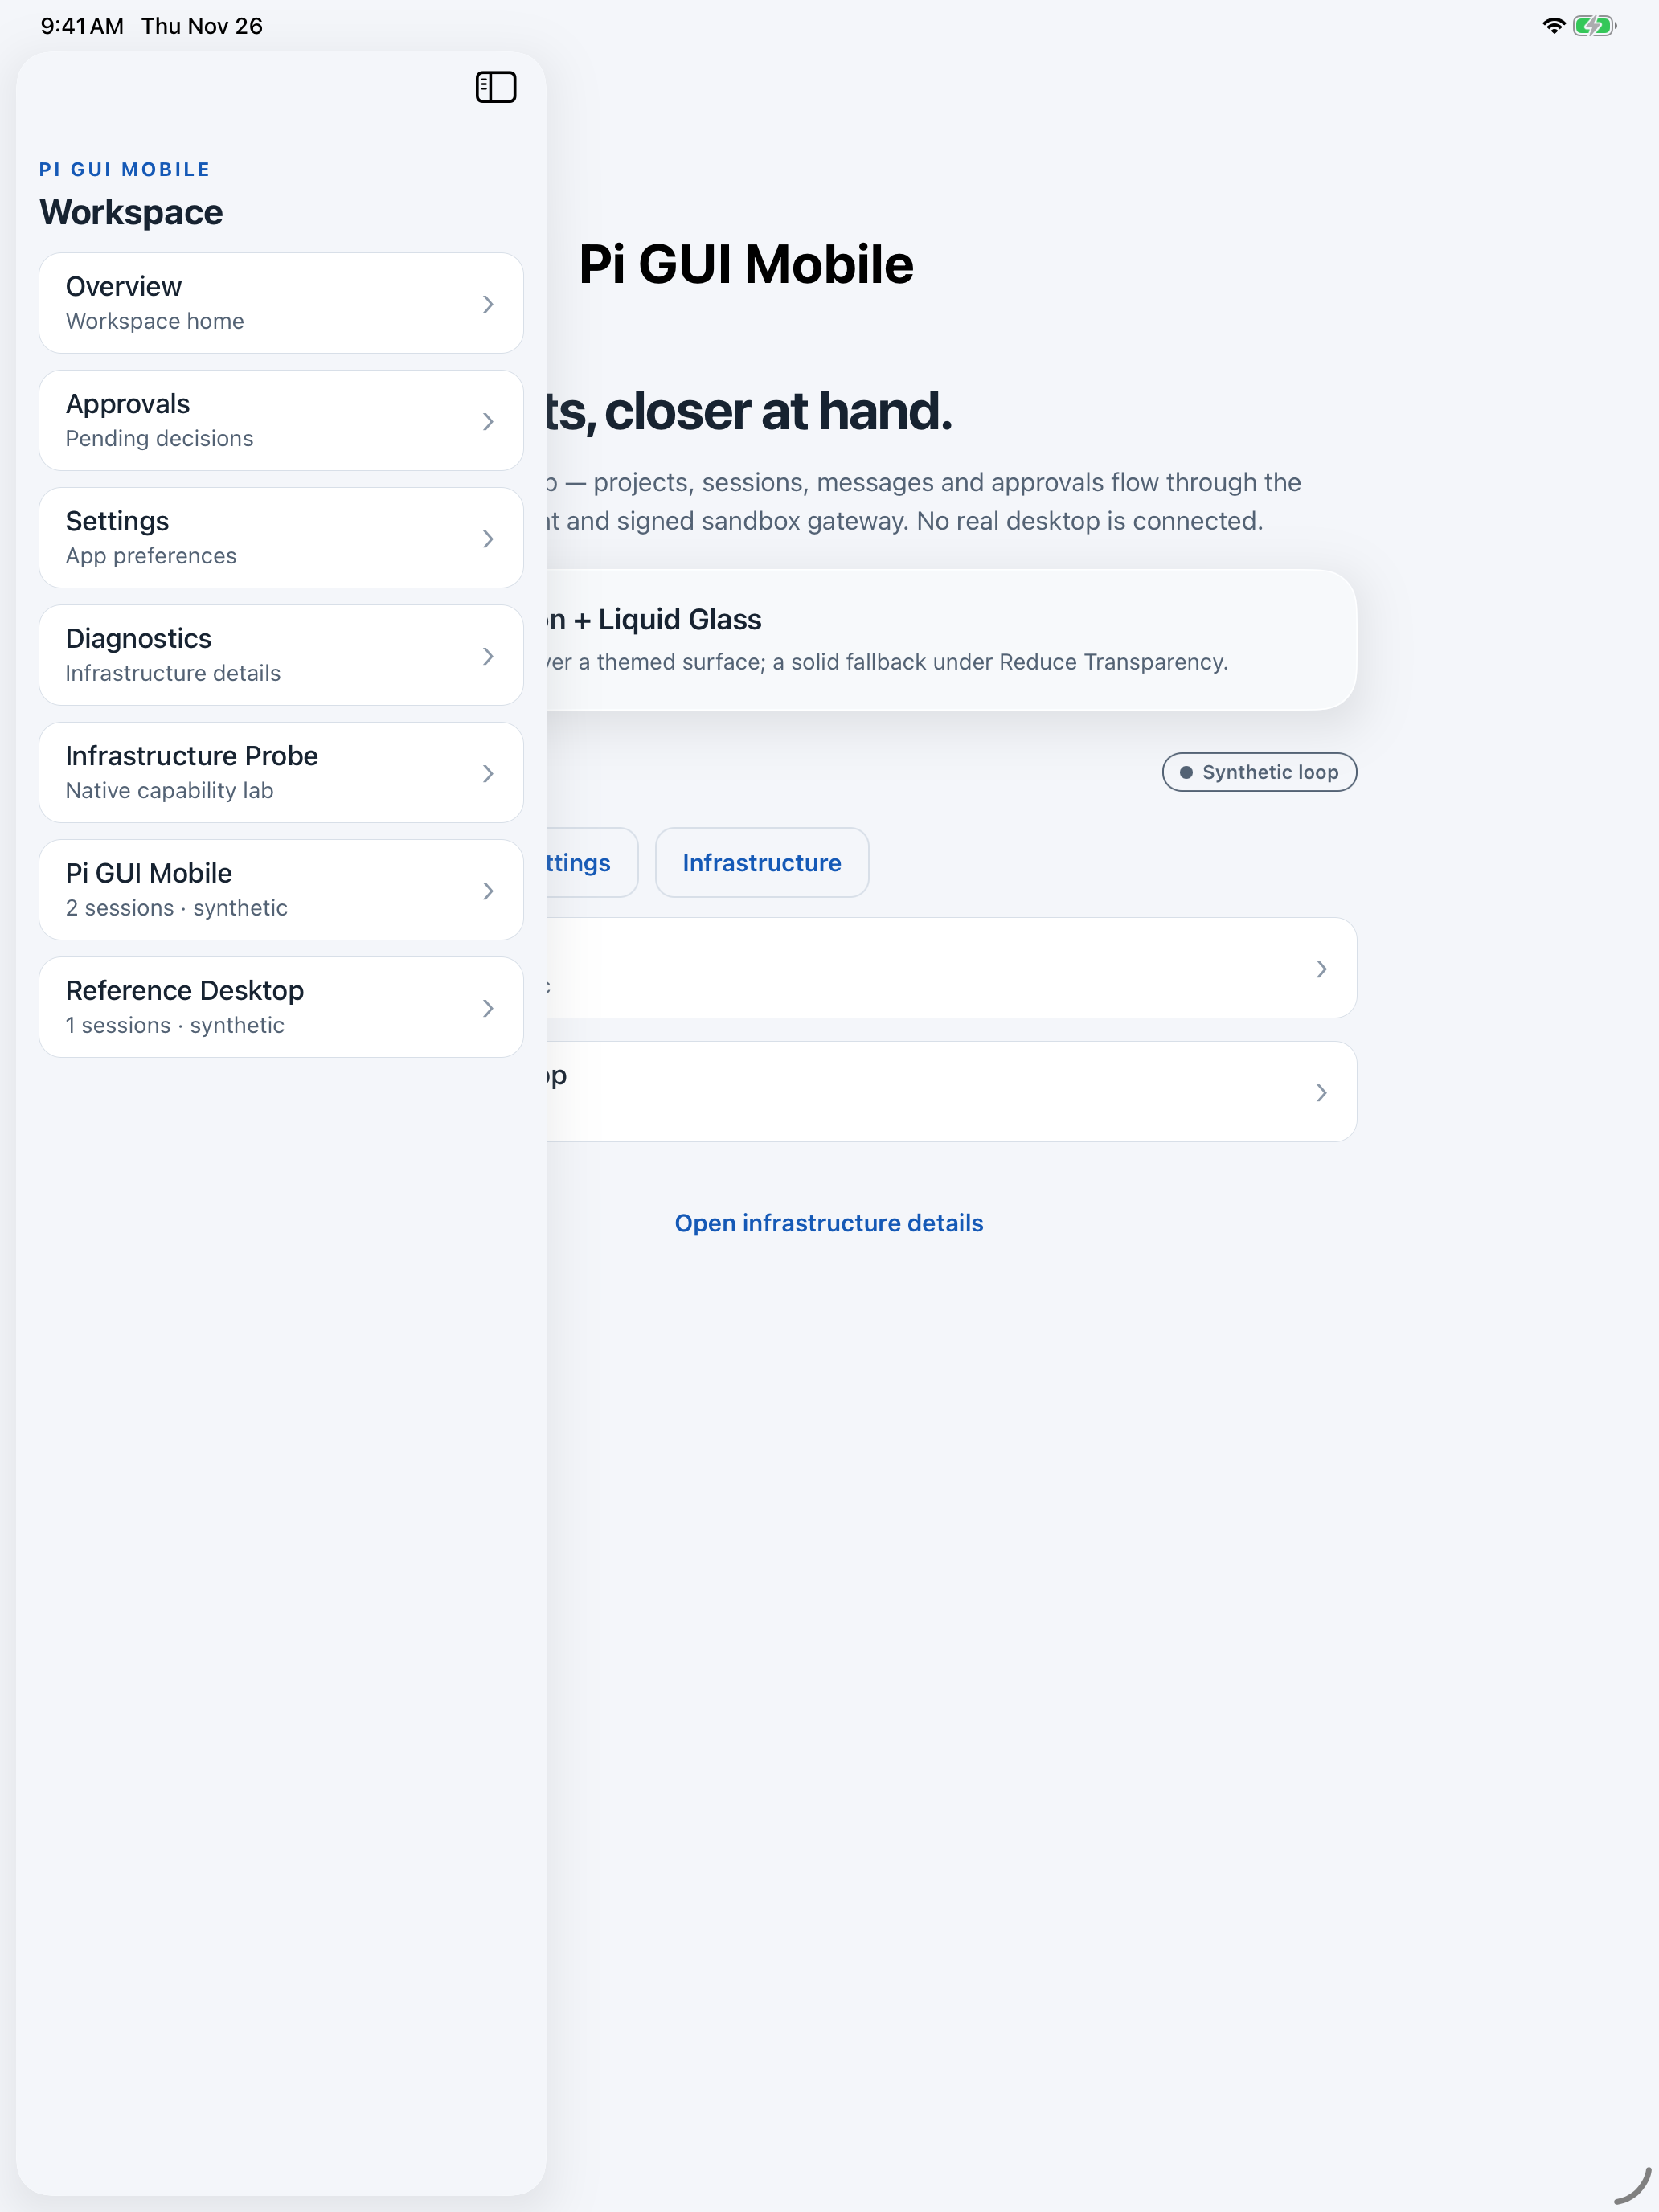 9:41 AM Thu Nov 26
PI GUI MOBILE
Workspace
Overview
Workspace home
Approvals
Pending decisions
Settings
App preferences
Diagnostics
Infrastructure details
Infrastructure Probe
Native capability lab
Pi GUI Mobile
2 sessions · synthetic
Reference Desktop
1 sessions · synthetic
Pi GUI Mobile
ts, closer at hand.
— projects, sessions, messages and approvals flow through the
and signed sandbox gateway. No real desktop is connected.
+ Liquid Glass
a themed surface; a solid fallback under Reduce Transparency.
Synthetic loop
ttings
Infrastructure
Open infrastructure details